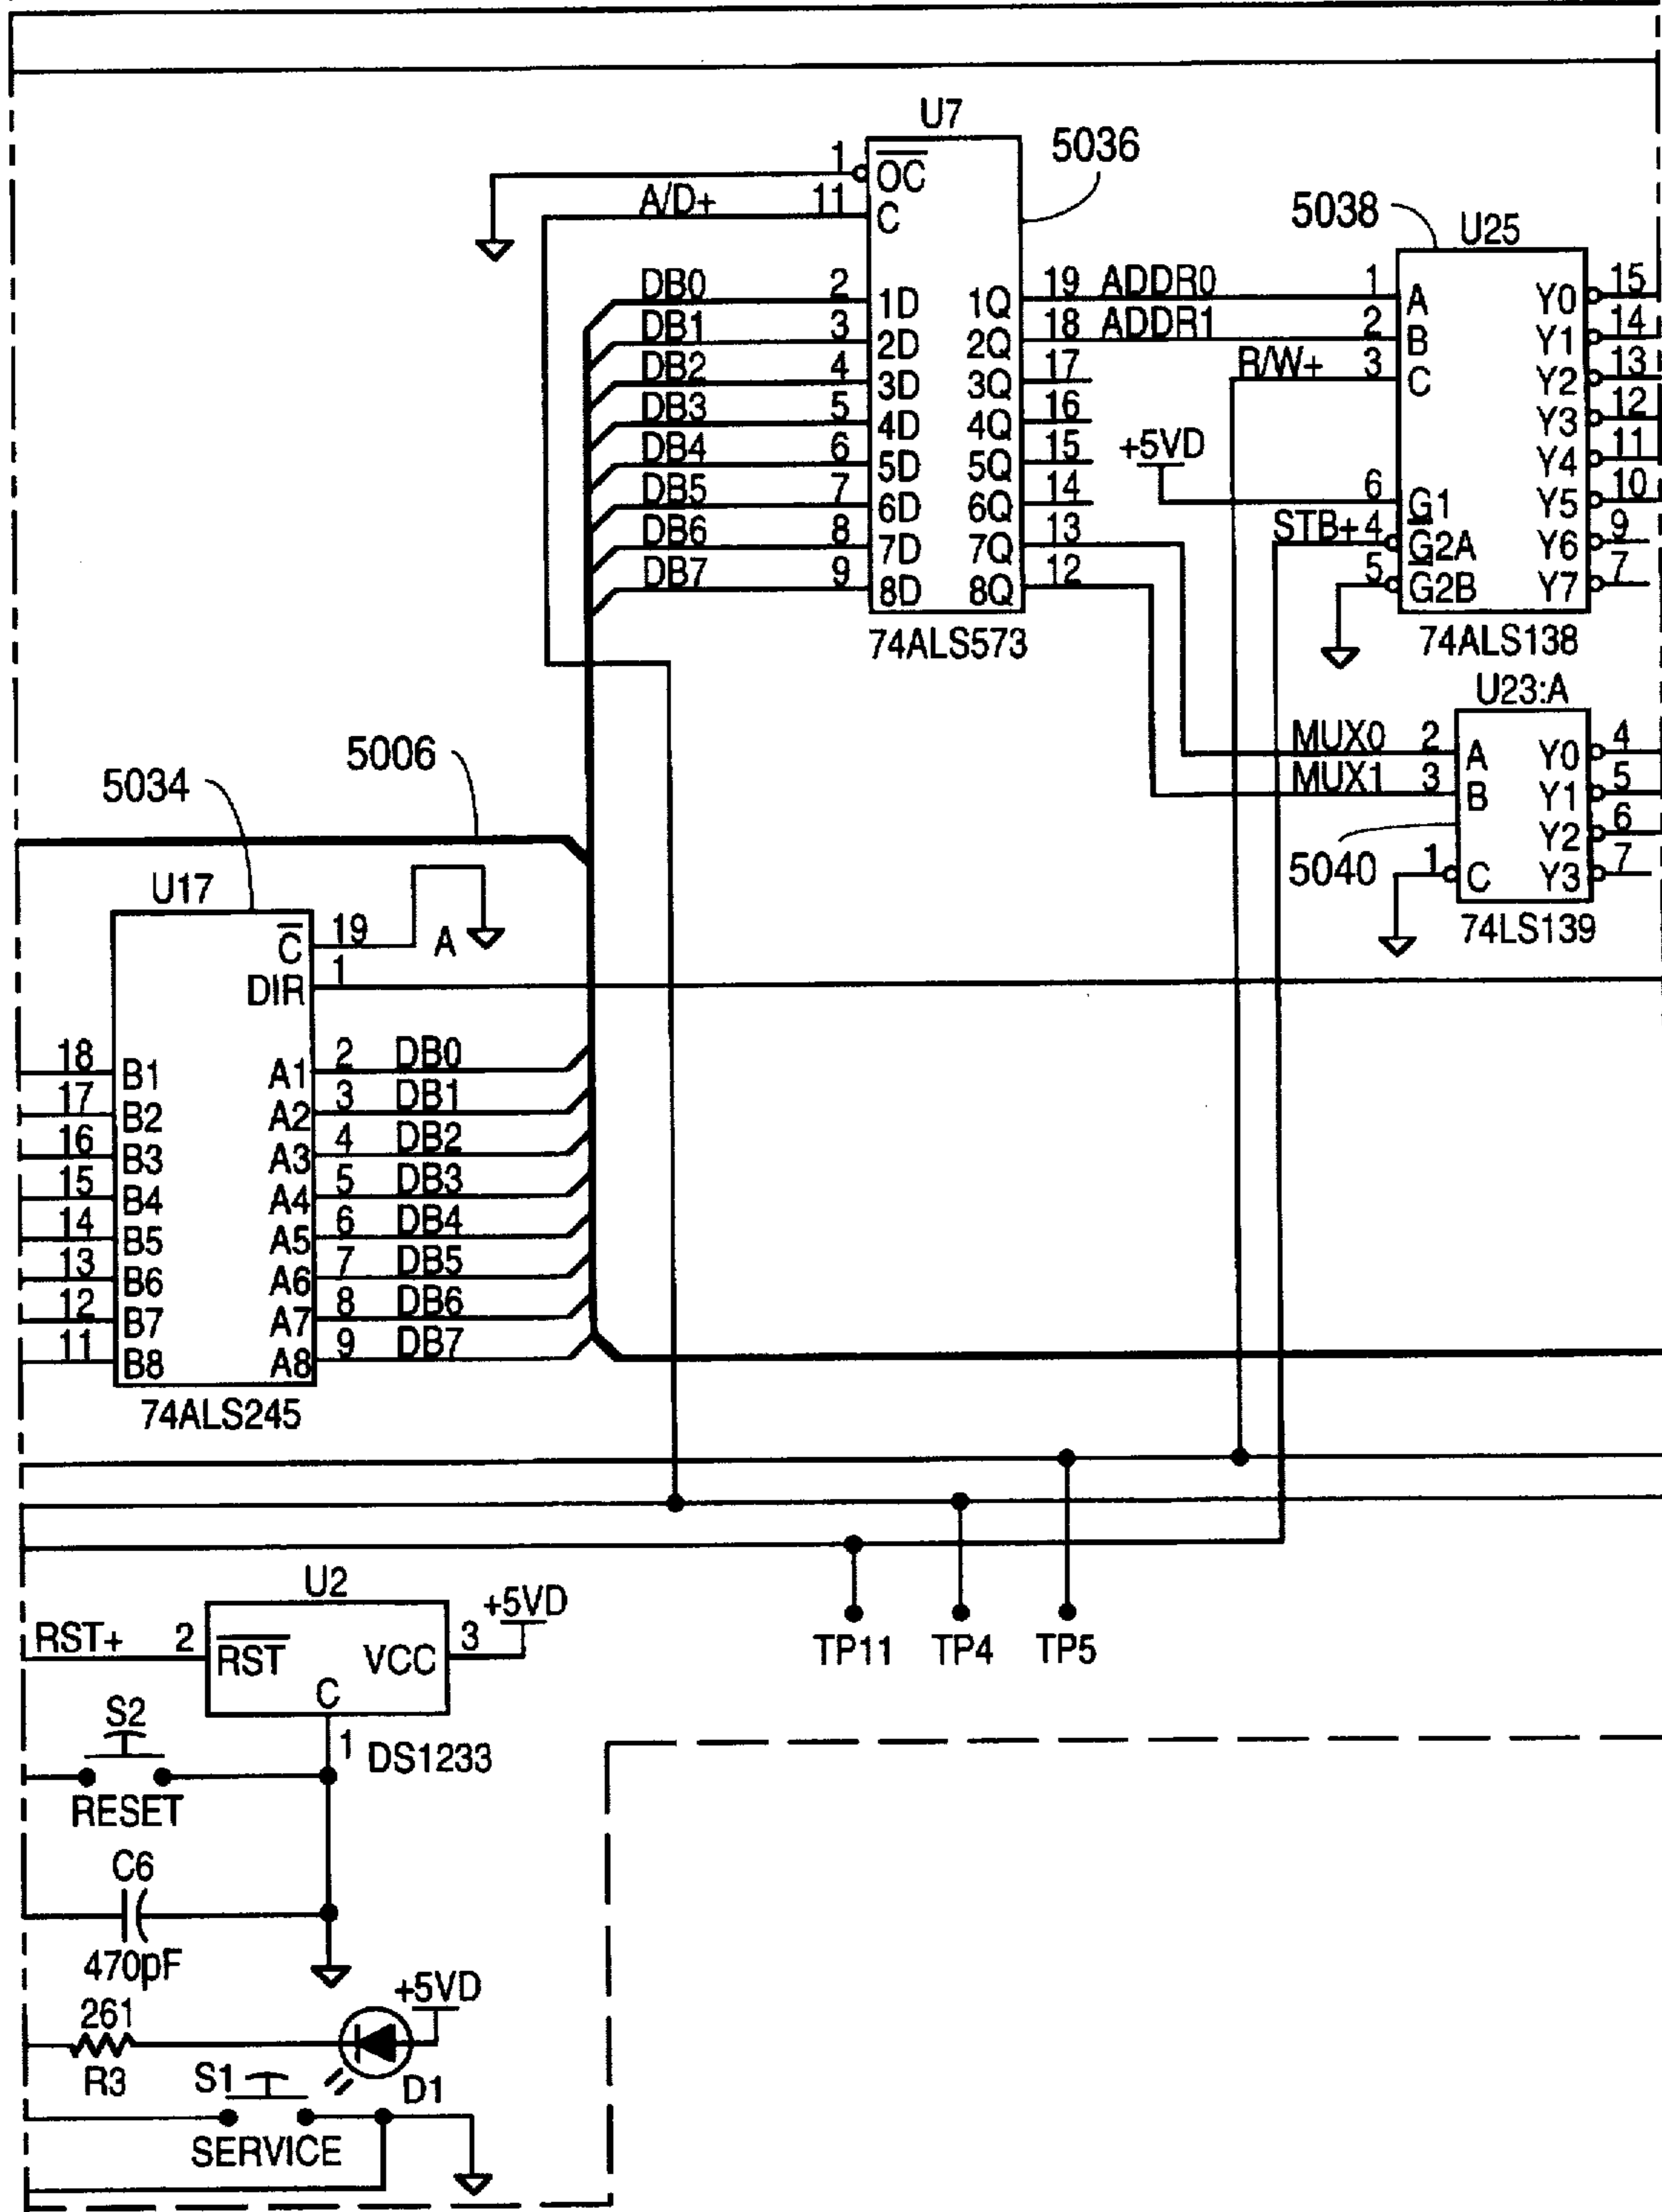 U7
5036
1
OC
A/D+
11
C
5038
U25
DB0
2
1D
1Q
19
ADDR0
1
A
Y0
15
DB1
3
2D
2Q
18
ADDR1
2
B
Y1
14
DB2
4
3D
3Q
17
R/W+
3
C
Y2
13
DB3
5
4D
4Q
16
Y3
12
DB4
6
5D
5Q
15
+5VD
Y4
11
DB5
7
6D
6Q
14
6
G1
Y5
10
DB6
8
7D
7Q
13
STB+
4
G2A
Y6
9
DB7
9
8D
8Q
12
5
G2B
Y7
7
74ALS573
74ALS138
U23:A
MUX0
2
A
Y0
4
MUX1
3
B
Y1
5
Y2
6
5040
1
C
Y3
7
74LS139
5006
5034
U17
C
19
A
DIR
1
18
B1
A1
2
DB0
17
B2
A2
3
DB1
16
B3
A3
4
DB2
15
B4
A4
5
DB3
14
B5
A5
6
DB4
13
B6
A6
7
DB5
12
B7
A7
8
DB6
11
B8
A8
9
DB7
74ALS245
U2
RST+
2
RST
VCC
3
+5VD
C
1
DS1233
TP11
TP4
TP5
S2
RESET
C6
470pF
261
R3
+5VD
D1
S1
SERVICE